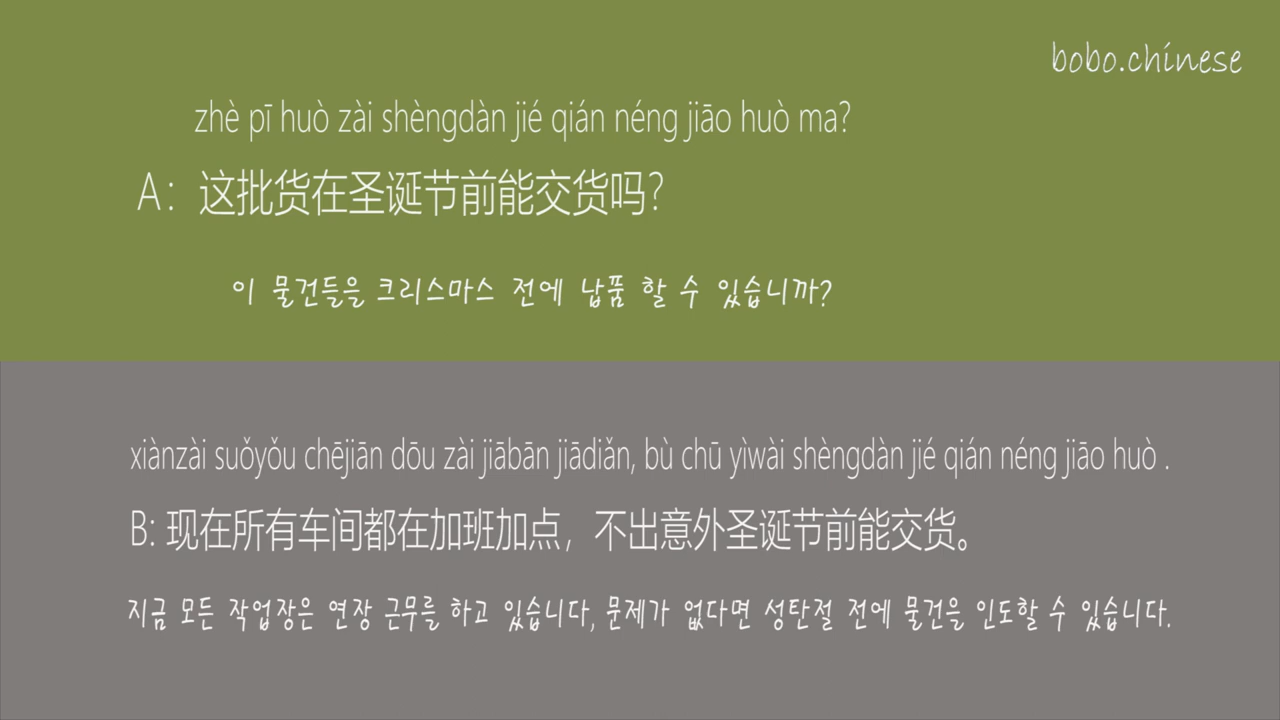 bobo.chinese
zhè pī huò zài shèngdàn jié qián néng jiāo huò ma?
A：这批货在圣诞节前能交货吗？
이 물건들을 크리스마스 전에 납품 할 수 있습니까?
xiànzài suǒyǒu chējiān dōu zài jiābān jiādiǎn, bù chū yìwài shèngdàn jié qián néng jiāo huò .
B: 现在所有车间都在加班加点，不出意外圣诞节前能交货。
지금 모든 작업장은 연장 근무를 하고 있습니다, 문제가 없다면 성탄절 전에 물건을 인도할 수 있습니다.